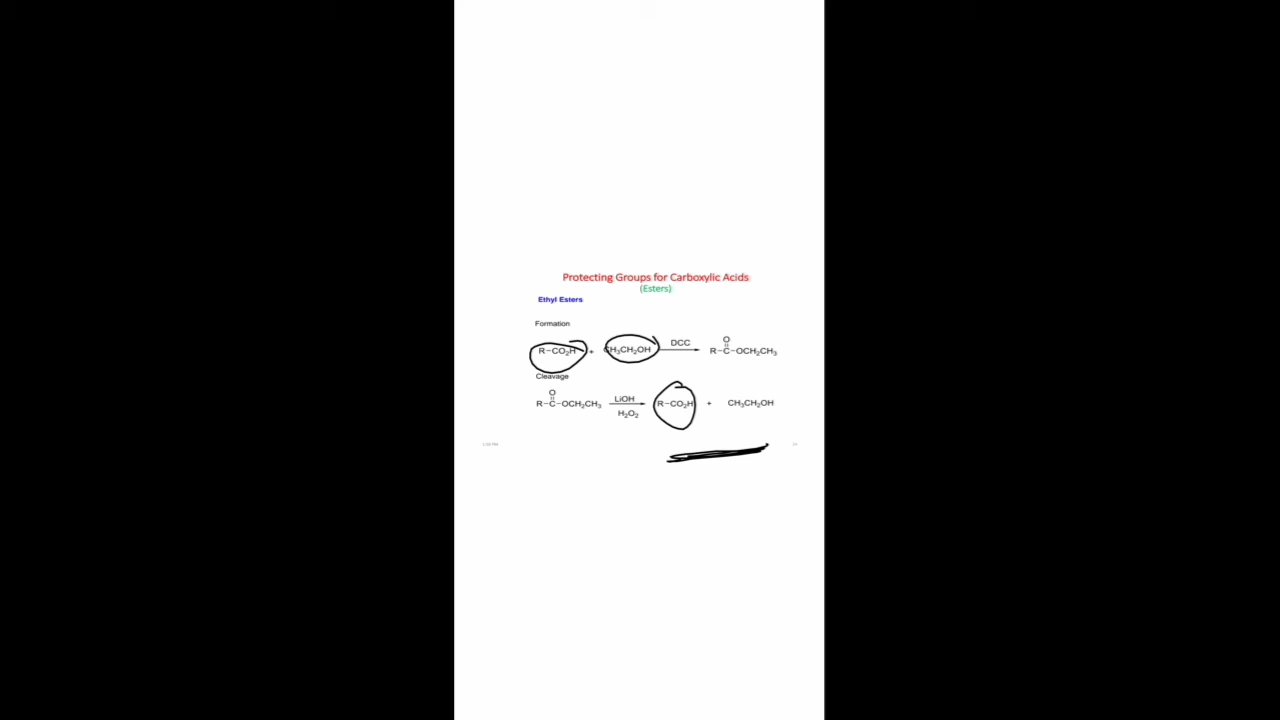 Protecting Groups for Carboxylic Acids
(Esters)
Ethyl Esters
Formation
R–CO₂H + CH₃CH₂OH DCC R–C–OCH₂CH₃
O
Cleavage
O
R–C–OCH₂CH₃ LiOH R–CO₂H + CH₃CH₂OH
H₂O₂